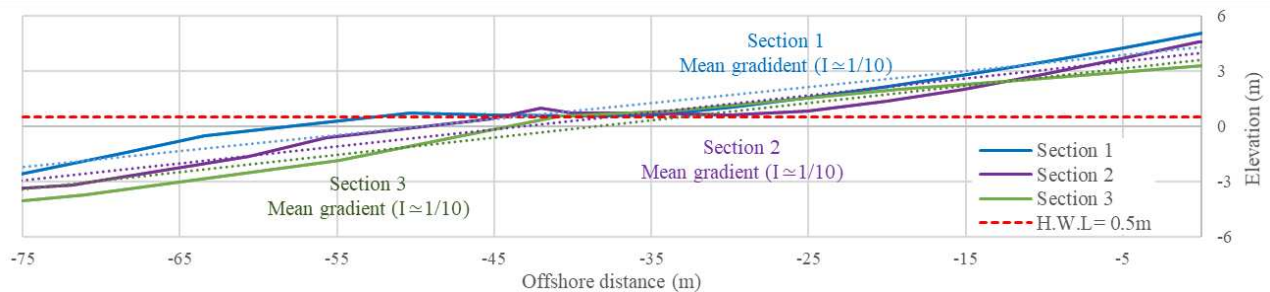 6
Section 1
Mean gradident (I≃1/10)
3
0
Section 2
Mean gradient (I≃1/10)
Section 3
Mean gradient (I≃1/10)
Section 1
Section 2
Section 3
H.W.L= 0.5m
-3
-6
Elevation (m)
-75 -65 -55 -45 -35 -25 -15 -5
Offshore distance (m)